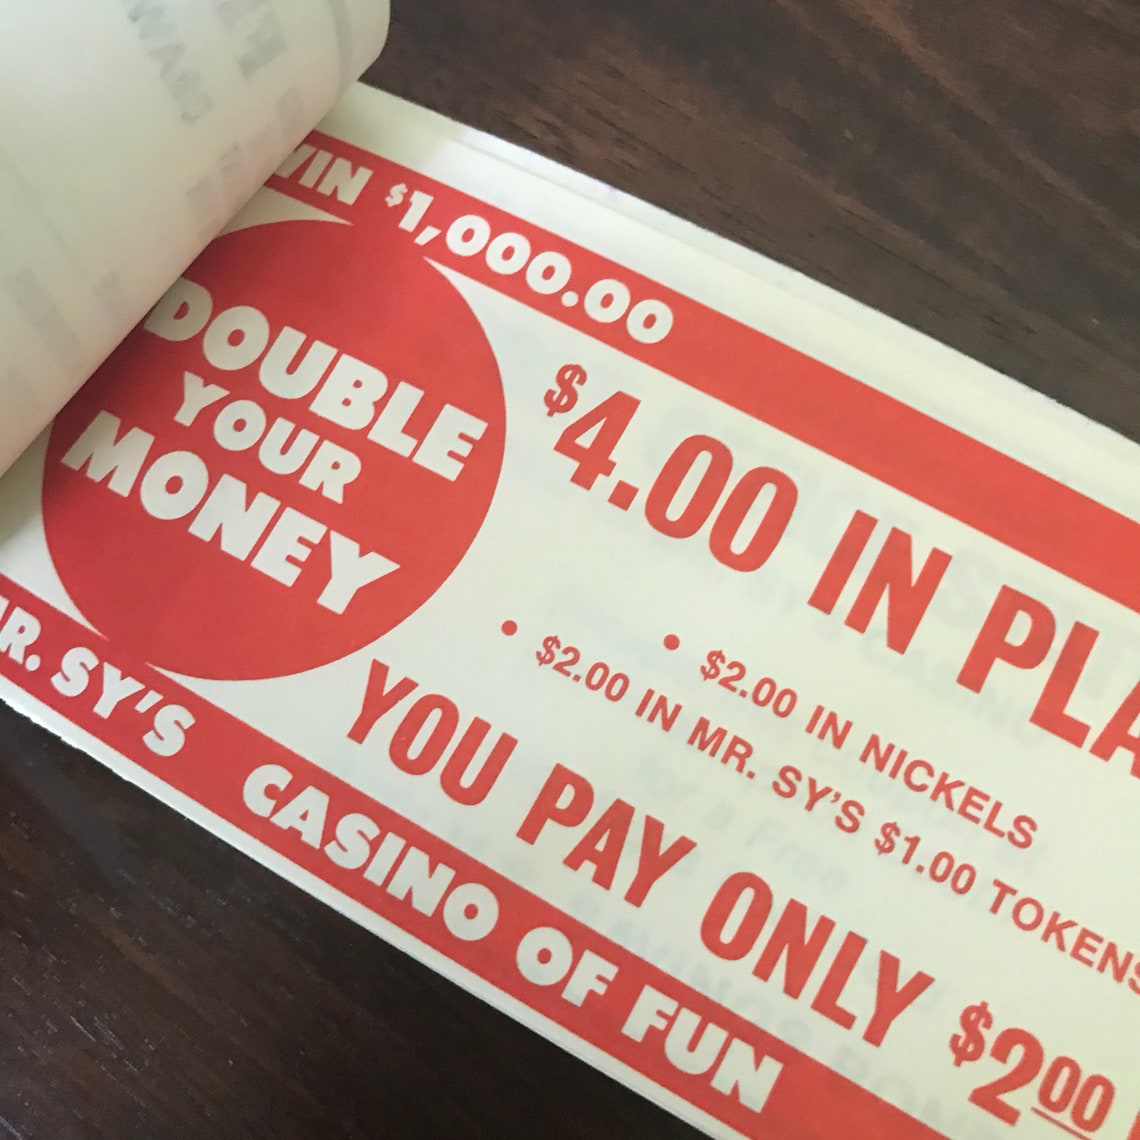 WIN $1,000.00
DOUBLE
YOUR
MONEY
$4.00 IN PLA
• $2.00 IN NICKELS
• $2.00 IN MR. SY'S $1.00 TOKENS
YOU PAY ONLY $2.00
MR. SY'S CASINO OF FUN